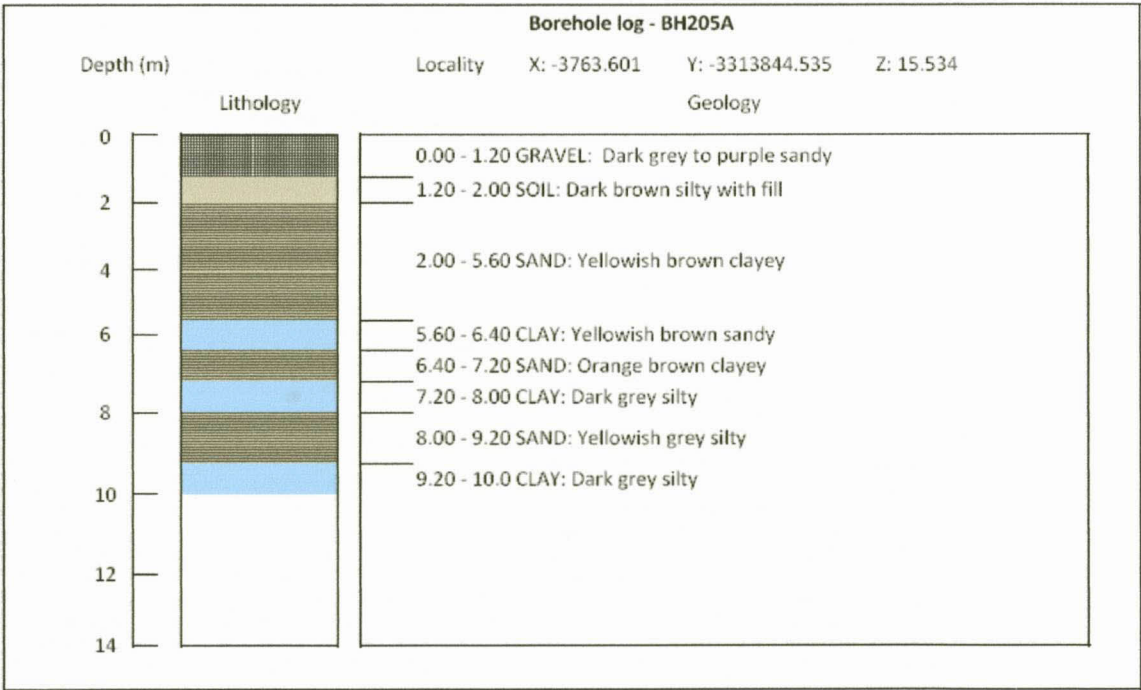 Borehole log - BH205A
Depth (m) Locality X: -3763.601 Y: -3313844.535 Z: 15.534
Lithology Geology
0
0.00 - 1.20 GRAVEL: Dark grey to purple sandy
1.20 - 2.00 SOIL: Dark brown silty with fill
2
2.00 - 5.60 SAND: Yellowish brown clayey
4
6
5.60 - 6.40 CLAY: Yellowish brown sandy
6.40 - 7.20 SAND: Orange brown clayey
7.20 - 8.00 CLAY: Dark grey silty
8
8.00 - 9.20 SAND: Yellowish grey silty
9.20 - 10.0 CLAY: Dark grey silty
10
12
14